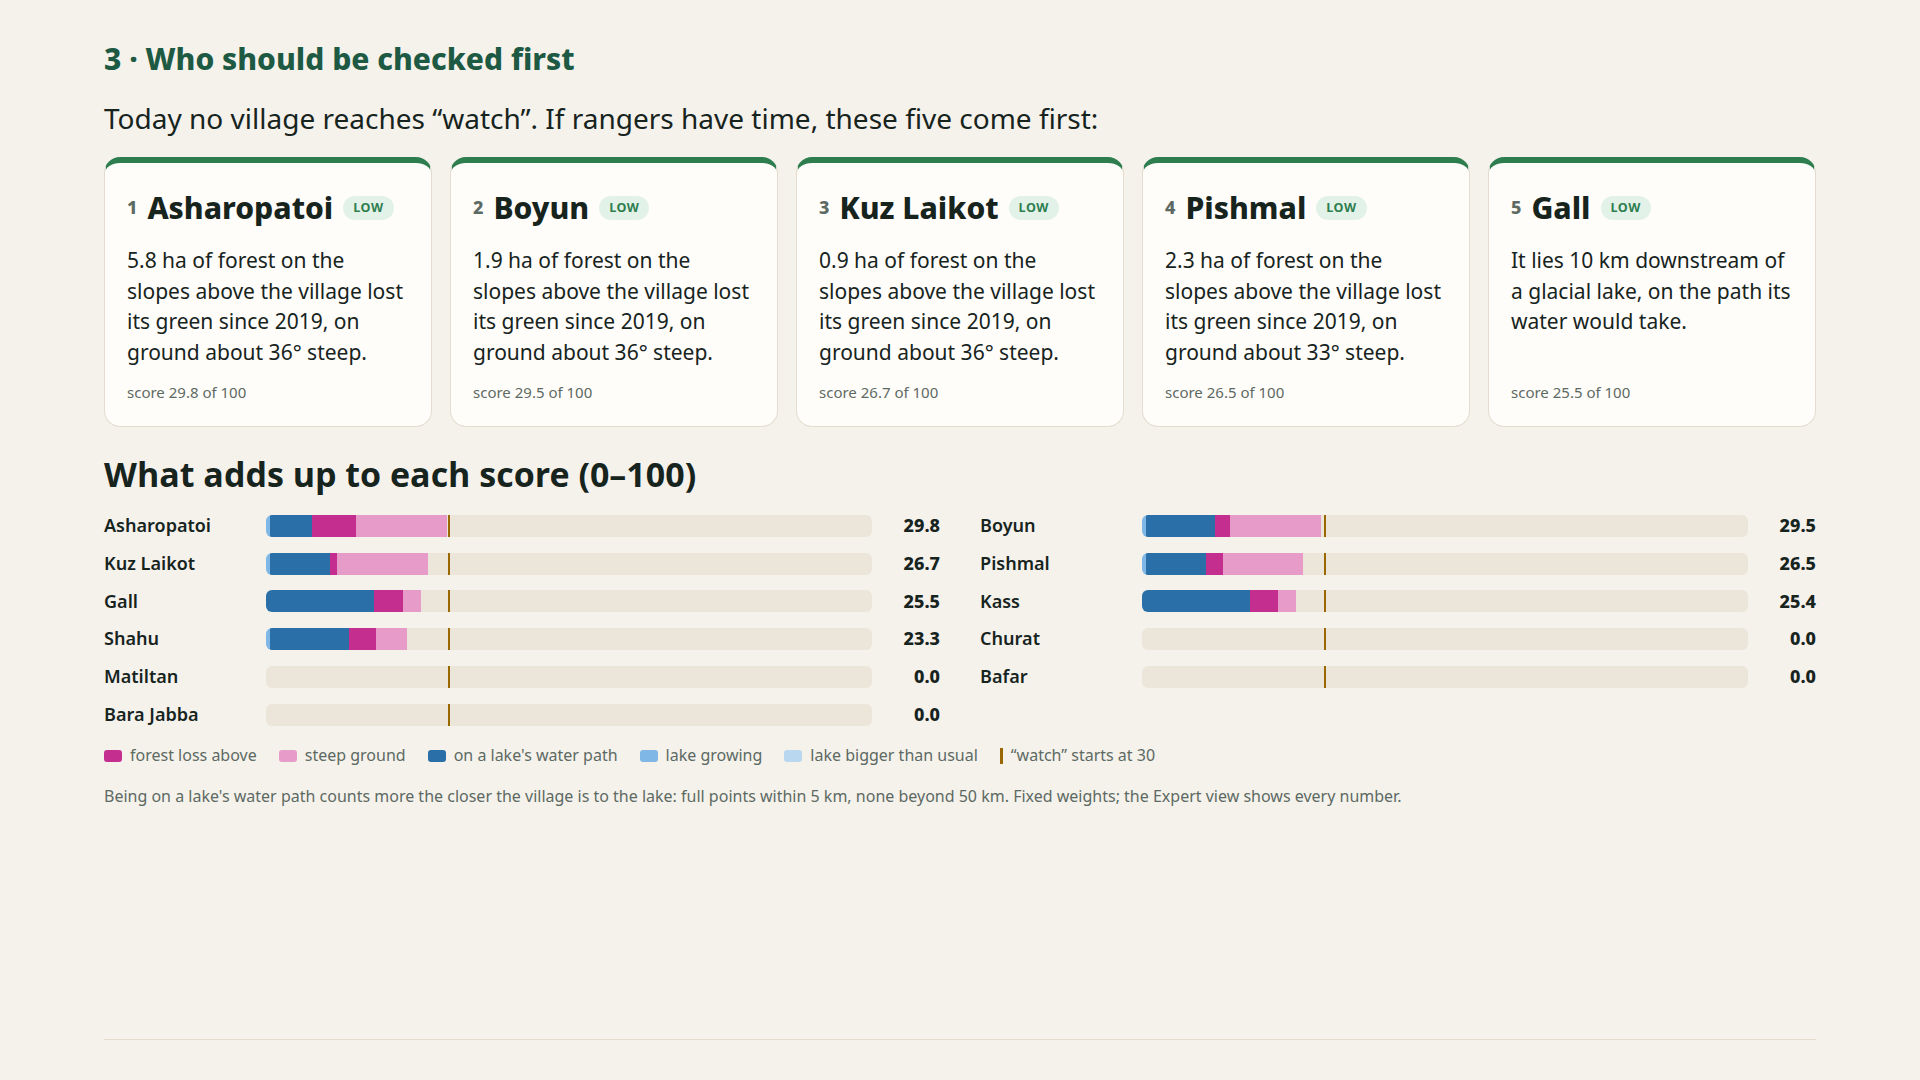 3 · Who should be checked first
Today no village reaches “watch”. If rangers have time, these five come first:
1 Asharopatoi LOW
5.8 ha of forest on the
slopes above the village lost
its green since 2019, on
ground about 36° steep.
score 29.8 of 100
2 Boyun LOW
1.9 ha of forest on the
slopes above the village lost
its green since 2019, on
ground about 36° steep.
score 29.5 of 100
3 Kuz Laikot LOW
0.9 ha of forest on the
slopes above the village lost
its green since 2019, on
ground about 36° steep.
score 26.7 of 100
4 Pishmal LOW
2.3 ha of forest on the
slopes above the village lost
its green since 2019, on
ground about 33° steep.
score 26.5 of 100
5 Gall LOW
It lies 10 km downstream of
a glacial lake, on the path its
water would take.
score 25.5 of 100
What adds up to each score (0–100)
Asharopatoi 29.8
Boyun 29.5
Kuz Laikot 26.7
Pishmal 26.5
Gall 25.5
Kass 25.4
Shahu 23.3
Churat 0.0
Matiltan 0.0
Bafar 0.0
Bara Jabba 0.0
forest loss above steep ground on a lake's water path lake growing lake bigger than usual “watch” starts at 30
Being on a lake's water path counts more the closer the village is to the lake: full points within 5 km, none beyond 50 km. Fixed weights; the Expert view shows every number.